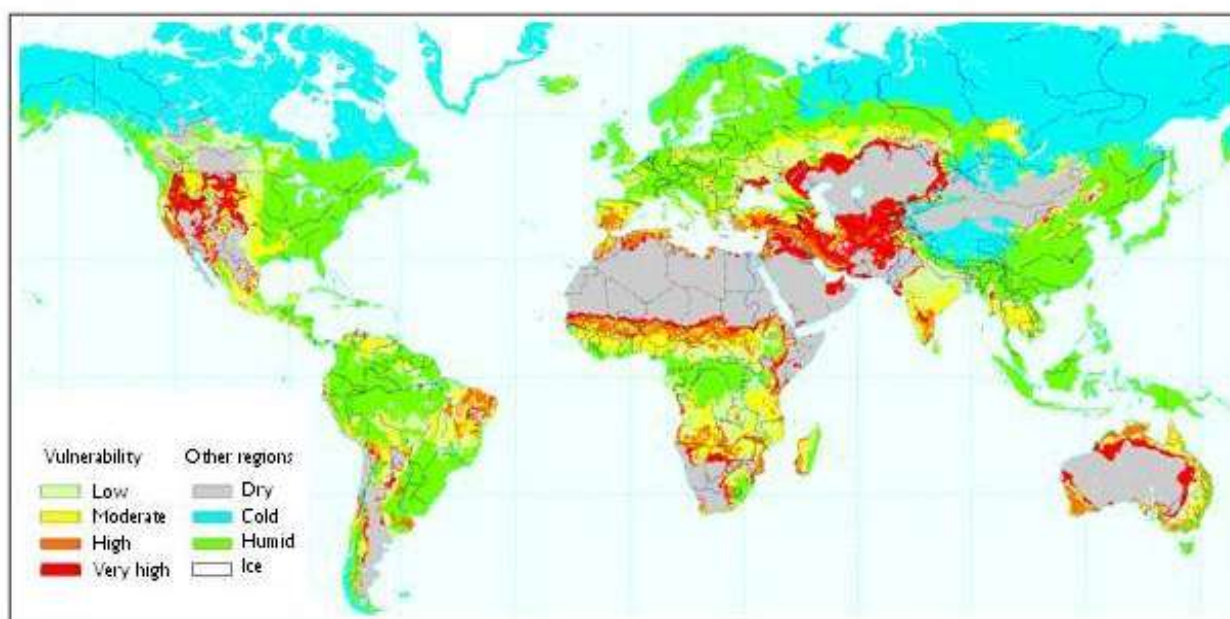 Vulnerability
Other regions
Low
Dry
Moderate
Cold
High
Humid
Very high
Ice